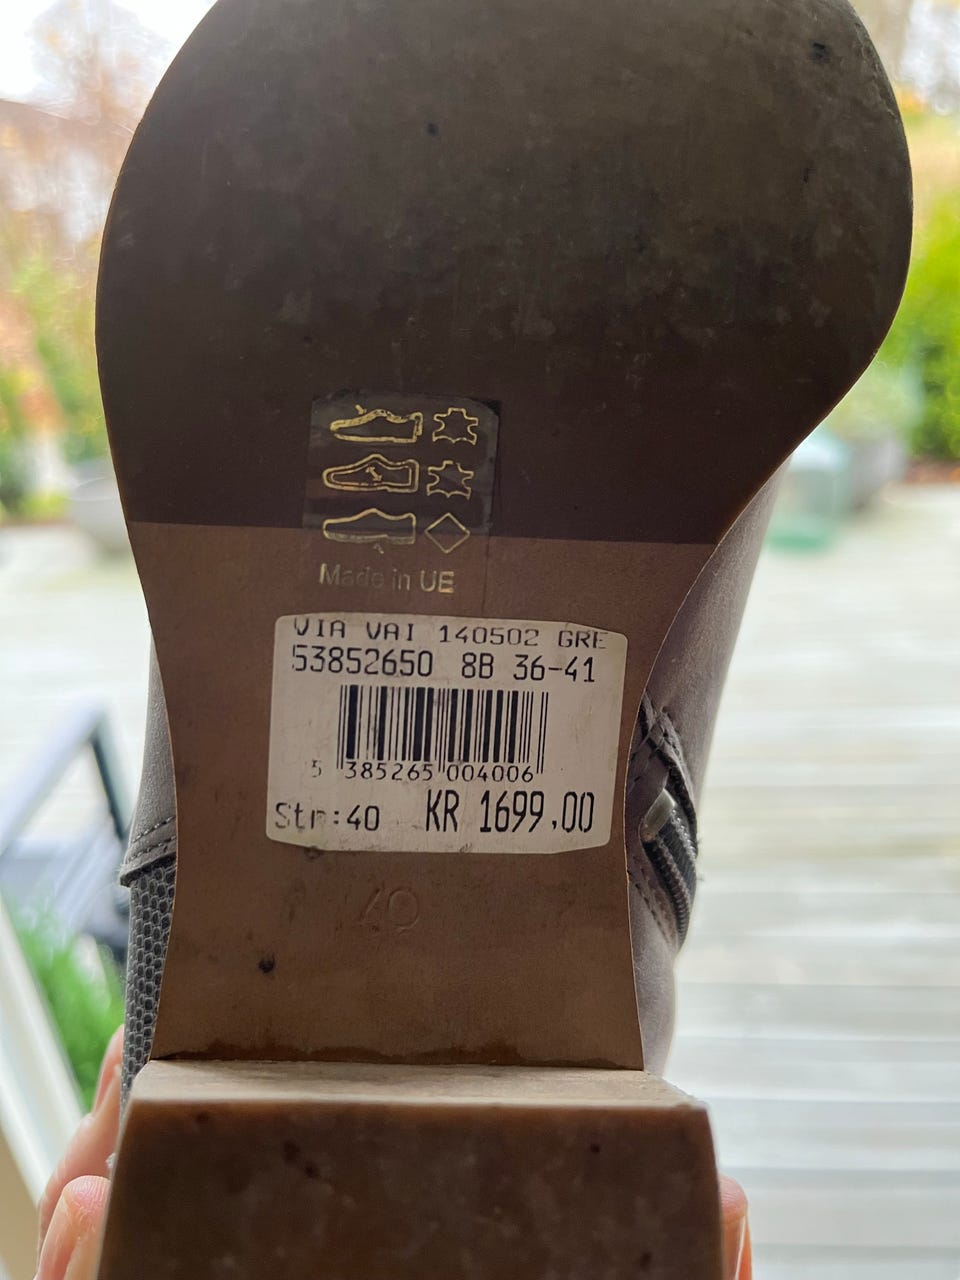 Made in UE
VIA VAI 140502 GRE
53852650 8B 36-41
5 385265 004006
Str:40 KR 1699,00
40